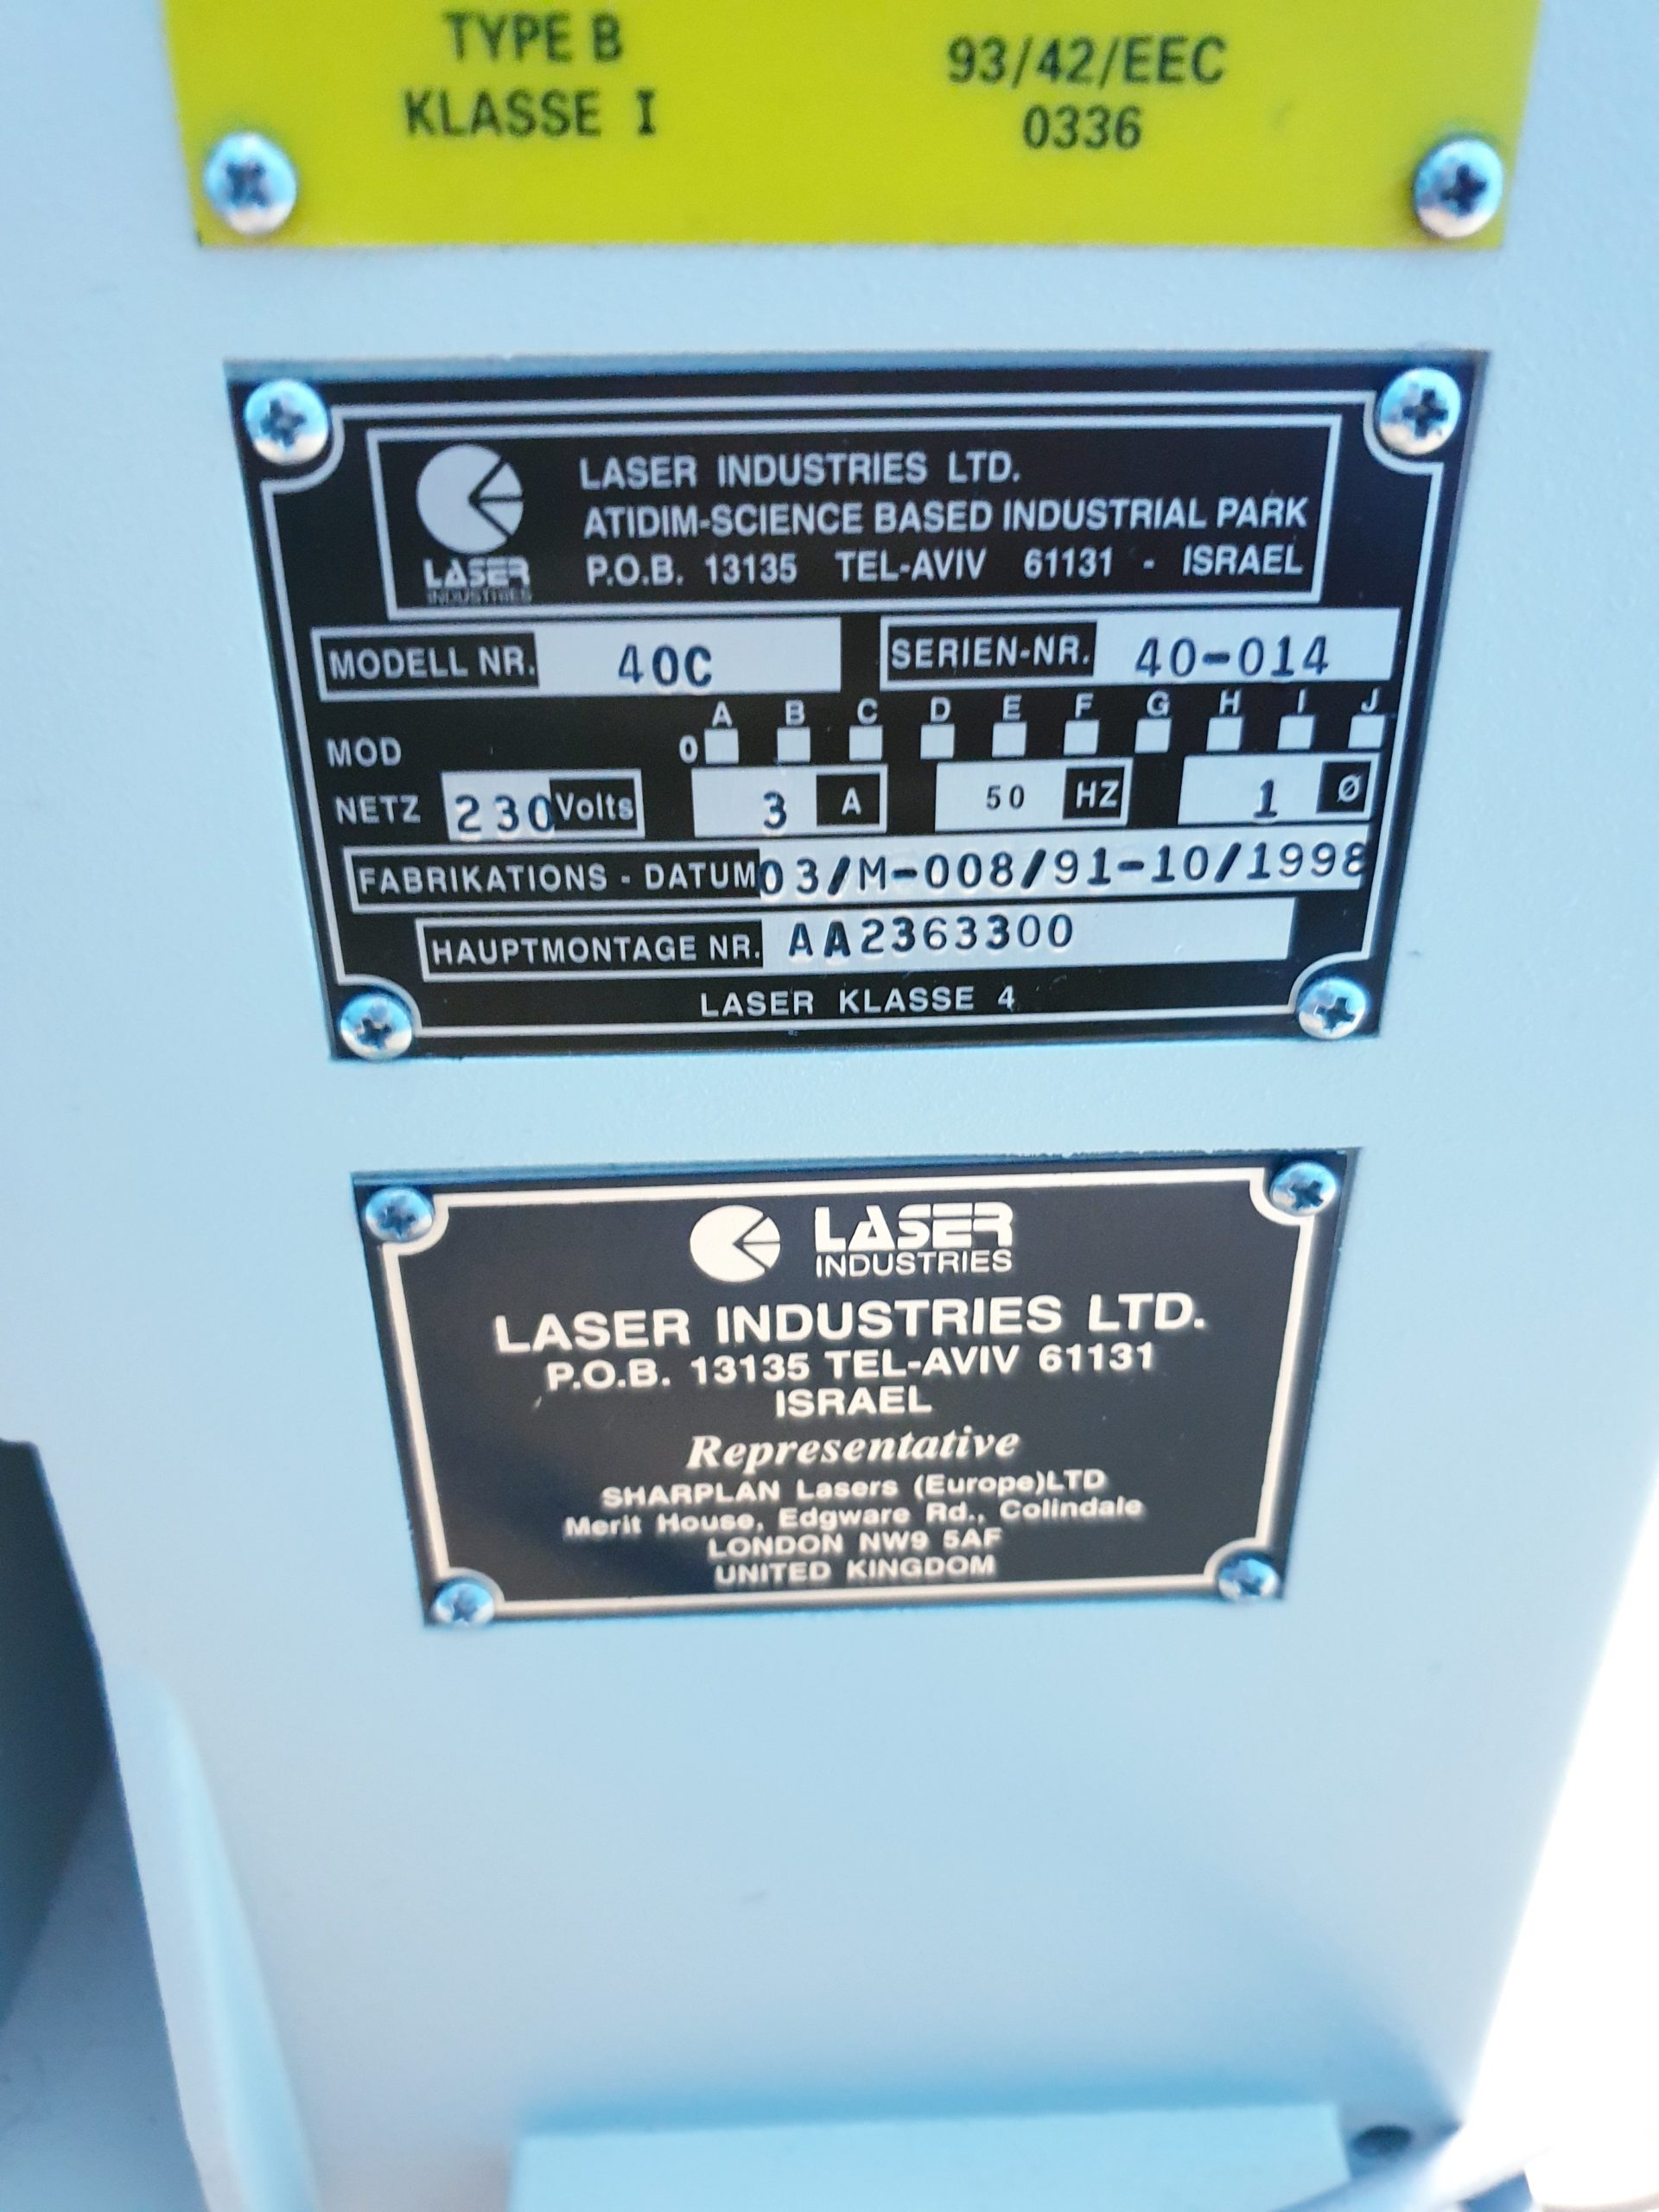 TYPE B
KLASSE I
93/42/EEC
0336
LASER INDUSTRIES LTD.
ATIDIM-SCIENCE BASED INDUSTRIAL PARK
P.O.B. 13135 TEL-AVIV 61131 - ISRAEL
LASER
INDUSTRIES
MODELL NR. 40C SERIEN-NR. 40-014
A B C D E F G H I J
MOD 0
NETZ 230 Volts 3 A 50 HZ 1 Ø
FABRIKATIONS - DATUM 03/M-008/91-10/1998
HAUPTMONTAGE NR. AA2363300
LASER KLASSE 4
LASER
INDUSTRIES
LASER INDUSTRIES LTD.
P.O.B. 13135 TEL-AVIV 61131
ISRAEL
Representative
SHARPLAN Lasers (Europe)LTD
Merit House, Edgware Rd., Colindale
LONDON NW9 5AF
UNITED KINGDOM